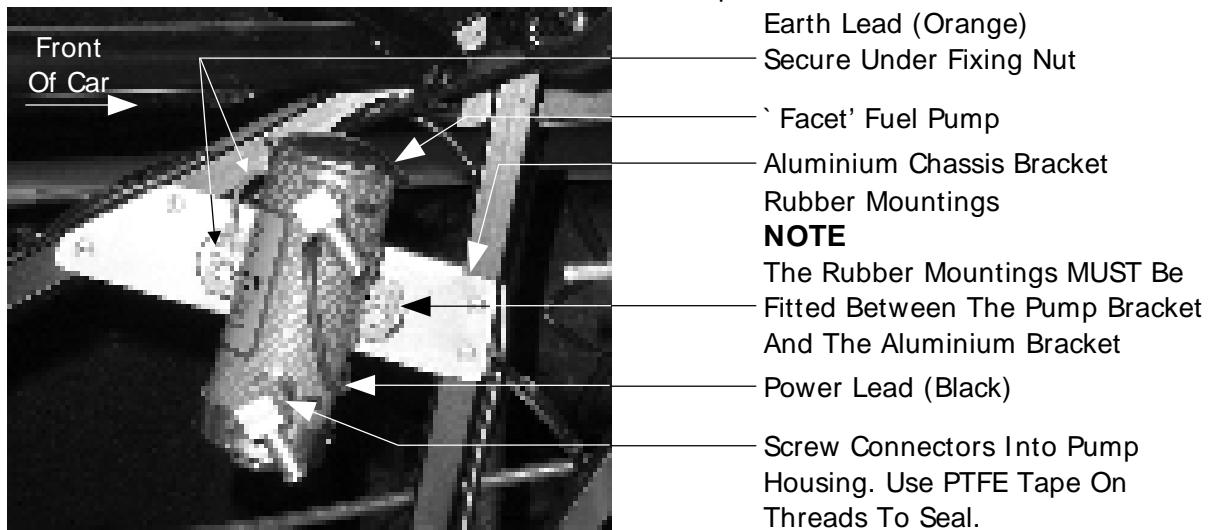 Front
Of Car
Earth Lead (Orange)
Secure Under Fixing Nut
` Facet' Fuel Pump
Aluminium Chassis Bracket
Rubber Mountings
NOTE
The Rubber Mountings MUST Be
Fitted Between The Pump Bracket
And The Aluminium Bracket
Power Lead (Black)
Screw Connectors Into Pump
Housing. Use PTFE Tape On
Threads To Seal.